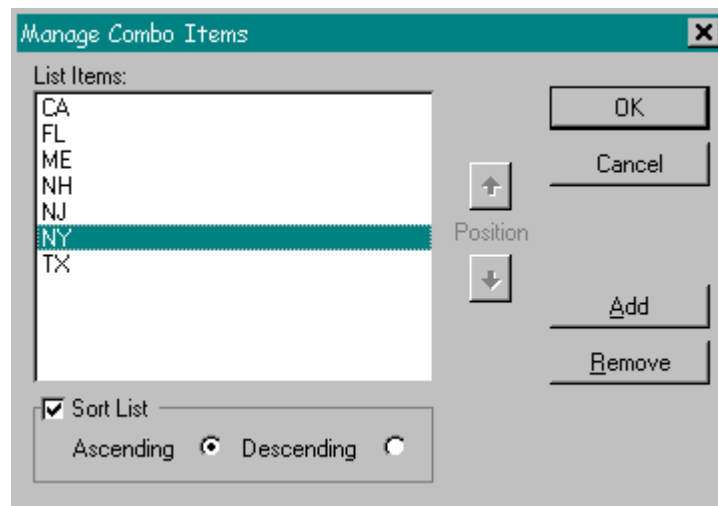 Manage Combo Items
List Items:
CA
FL
ME
NH
NJ
NY
TX
OK
Cancel
Position
Add
Remove
Sort List
Ascending Descending